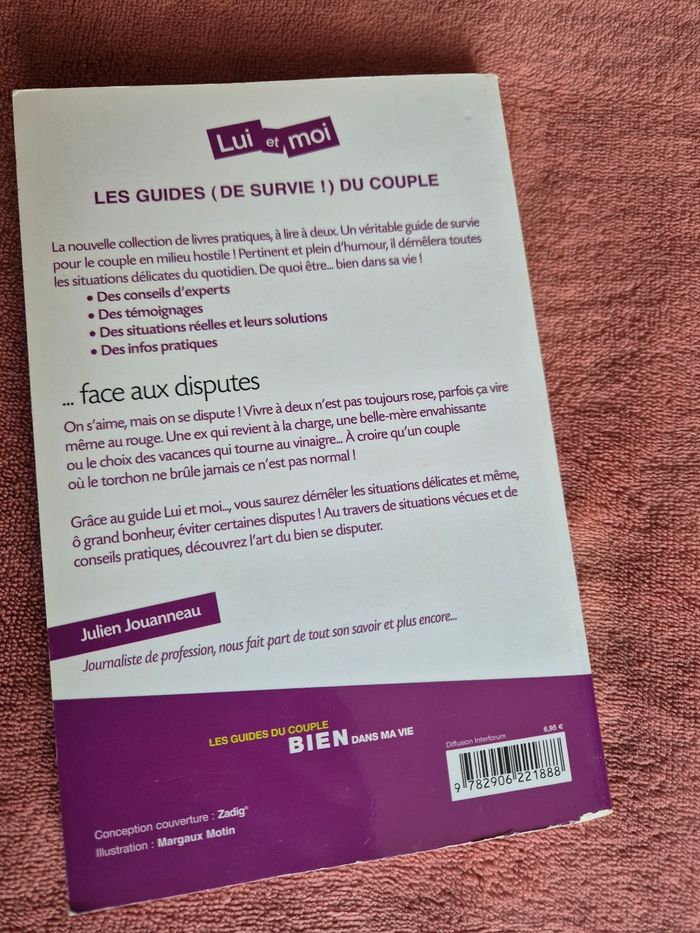 Lui et moi
LES GUIDES (DE SURVIE !) DU COUPLE
La nouvelle collection de livres pratiques, à lire à deux. Un véritable guide de survie
pour le couple en milieu hostile ! Pertinent et plein d'humour, il démêlera toutes
les situations délicates du quotidien. De quoi être... bien dans sa vie !
• Des conseils d'experts
• Des témoignages
• Des situations réelles et leurs solutions
• Des infos pratiques
... face aux disputes
On s'aime, mais on se dispute ! Vivre à deux n'est pas toujours rose, parfois ça vire
même au rouge. Une ex qui revient à la charge, une belle-mère envahissante
ou le choix des vacances qui tourne au vinaigre... À croire qu'un couple
où le torchon ne brûle jamais ce n'est pas normal !
Grâce au guide Lui et moi..., vous saurez démêler les situations délicates et même,
ô grand bonheur, éviter certaines disputes ! Au travers de situations vécues et de
conseils pratiques, découvrez l'art du bien se disputer.
Julien Jouanneau
Journaliste de profession, nous fait part de tout son savoir et plus encore...
LES GUIDES DU COUPLE
BIEN DANS MA VIE
Diffusion Interforum
6,95 €
9 782906 221888
Conception couverture : Zadig®
Illustration : Margaux Motin